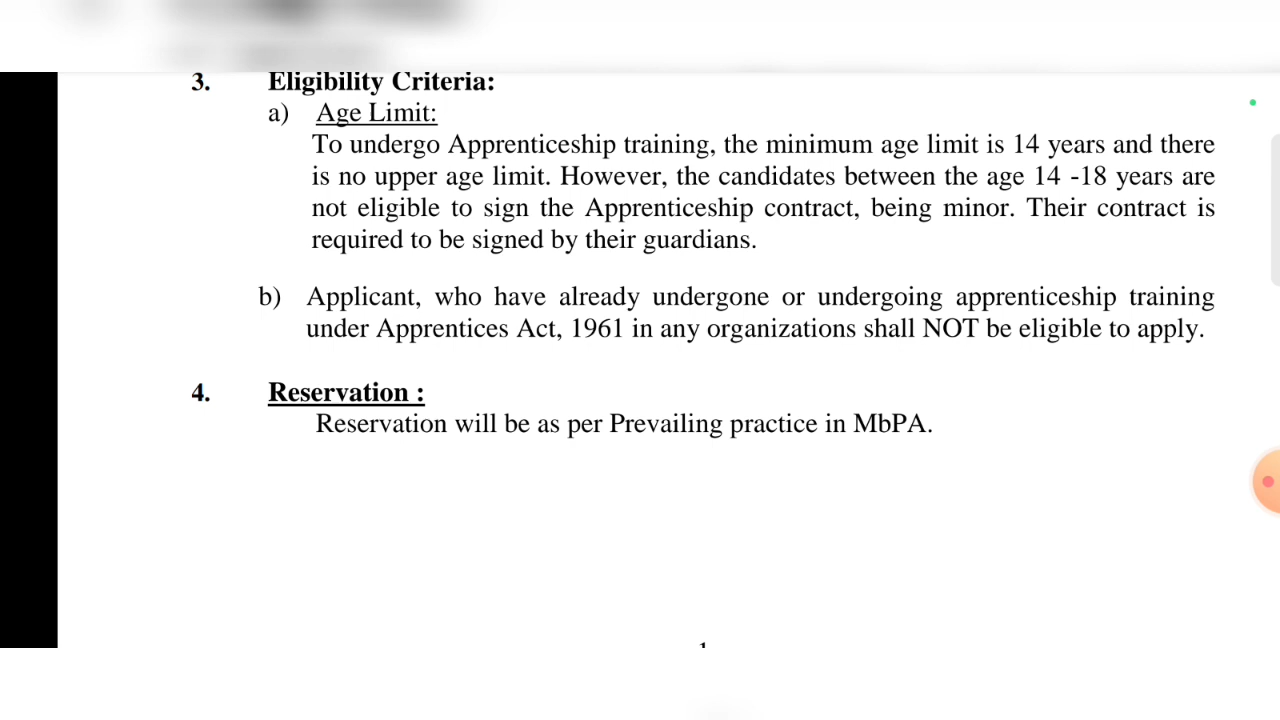 3. Eligibility Criteria:
a) Age Limit:
To undergo Apprenticeship training, the minimum age limit is 14 years and there
is no upper age limit. However, the candidates between the age 14 -18 years are
not eligible to sign the Apprenticeship contract, being minor. Their contract is
required to be signed by their guardians.
b) Applicant, who have already undergone or undergoing apprenticeship training
under Apprentices Act, 1961 in any organizations shall NOT be eligible to apply.
4. Reservation :
Reservation will be as per Prevailing practice in MbPA.